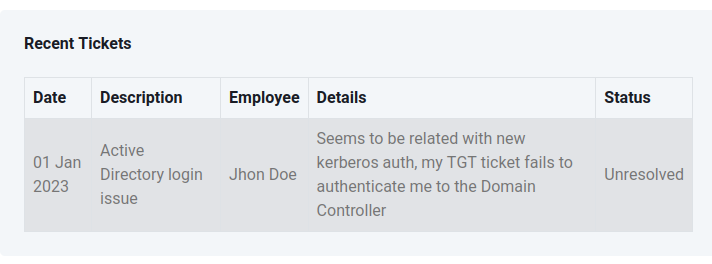 Recent Tickets
Date Description Employee Details Status
01 Jan 2023 Active Directory login issue Jhon Doe Seems to be related with new kerberos auth, my TGT ticket fails to authenticate me to the Domain Controller Unresolved